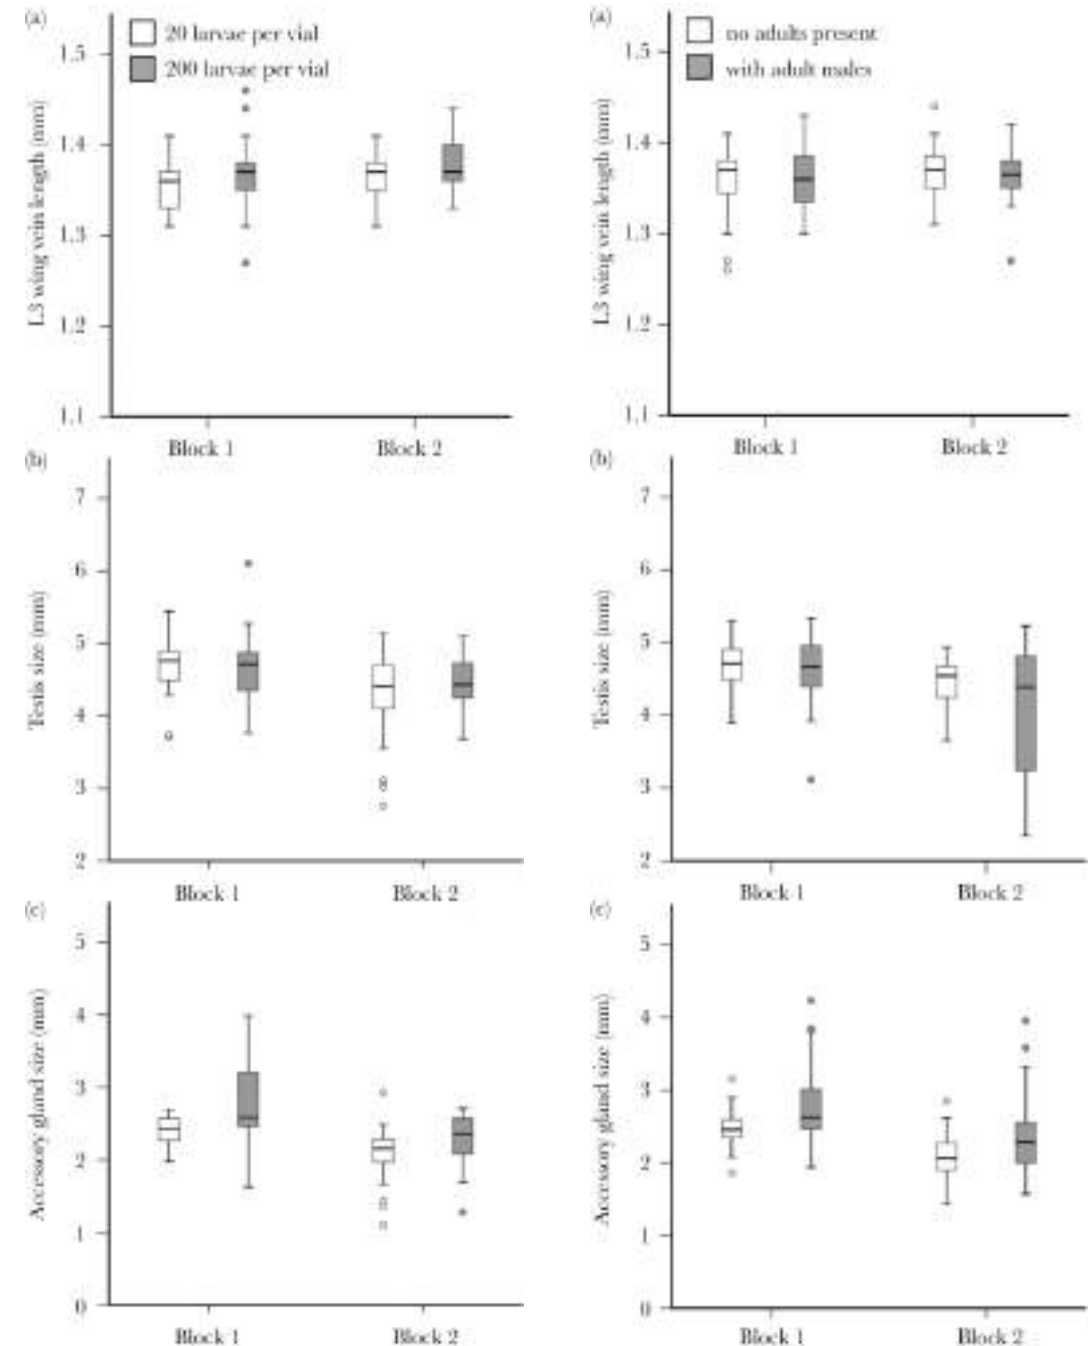 (a)
20 larvae per vial
200 larvae per vial
L3 wing vein length (mm)
1.5
1.4
1.3
1.2
1.1
Block 1
Block 2
(b)
Testis size (mm)
7
6
5
4
3
2
Block 1
Block 2
(c)
Accessory gland size (mm)
5
4
3
2
1
0
Block 1
Block 2
(a)
no adults present
with adult males
L3 wing vein length (mm)
1.5
1.4
1.3
1.2
1.1
Block 1
Block 2
(b)
Testis size (mm)
7
6
5
4
3
2
Block 1
Block 2
(c)
Accessory gland size (mm)
5
4
3
2
1
0
Block 1
Block 2